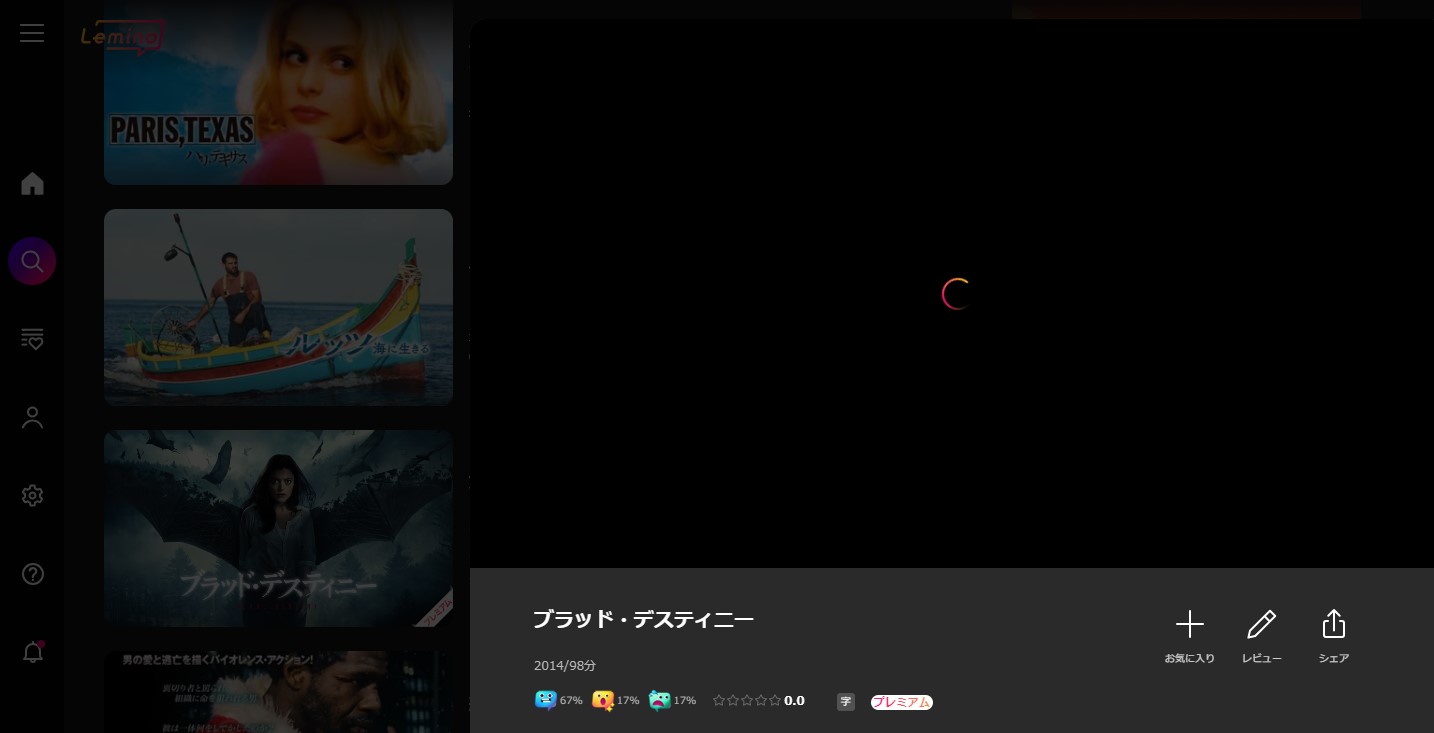 Lemino
PARIS,TEXAS
パリ、テキサス
ルッツ 海に生きる
ブラッド・デスティニー
プレミアム
男の愛と逃亡を描くバイオレンス・アクション!
ブラッド・デスティニー
お気に入り
レビュー
シェア
2014/98分
67% 17% 17% 0.0 字 プレミアム